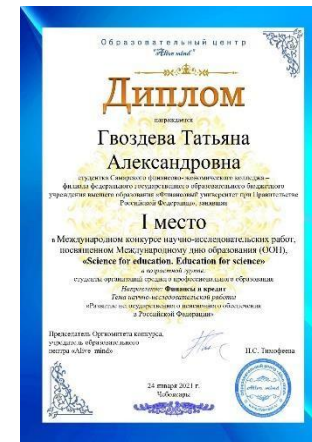 Образовательный центр
"Alive mind"
Диплом
награждается
Гвоздева Татьяна
Александровна
студентка Самарского финансово-экономического колледжа –
филиала федерального государственного образовательного бюджетного
учреждения высшего образования «Финансовый университет при Правительстве
Российской Федерации», занявшая
I место
в Международном конкурсе научно-исследовательских работ,
посвященном Международному дню образования (ООН),
«Science for education. Education for science»
в возрастной группе
студенты организаций среднего профессионального образования
Направление: Финансы и кредит
Тема научно-исследовательской работы
«Развитие негосударственного пенсионного обеспечения
в Российской Федерации»
Председатель Оргкомитета конкурса,
учредитель образовательного
центра «Alive mind»
П.С. Тимофеева
24 января 2021 г.
Чебоксары